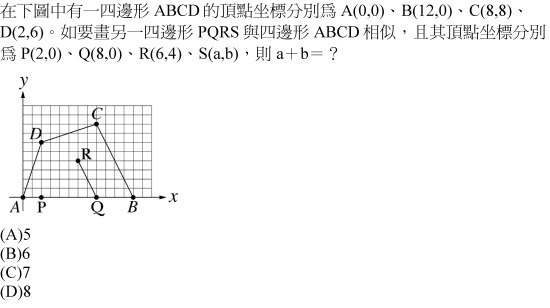 在下圖中有一四邊形 ABCD 的頂點坐標分別爲 A(0,0)、B(12,0)、C(8,8)、
D(2,6)。如要畫另一四邊形 PQRS 與四邊形 ABCD 相似，且其頂點坐標分別
爲 P(2,0)、Q(8,0)、R(6,4)、S(a,b)，則 a＋b＝？
y
C
D
R
A P Q B x
(A)5
(B)6
(C)7
(D)8